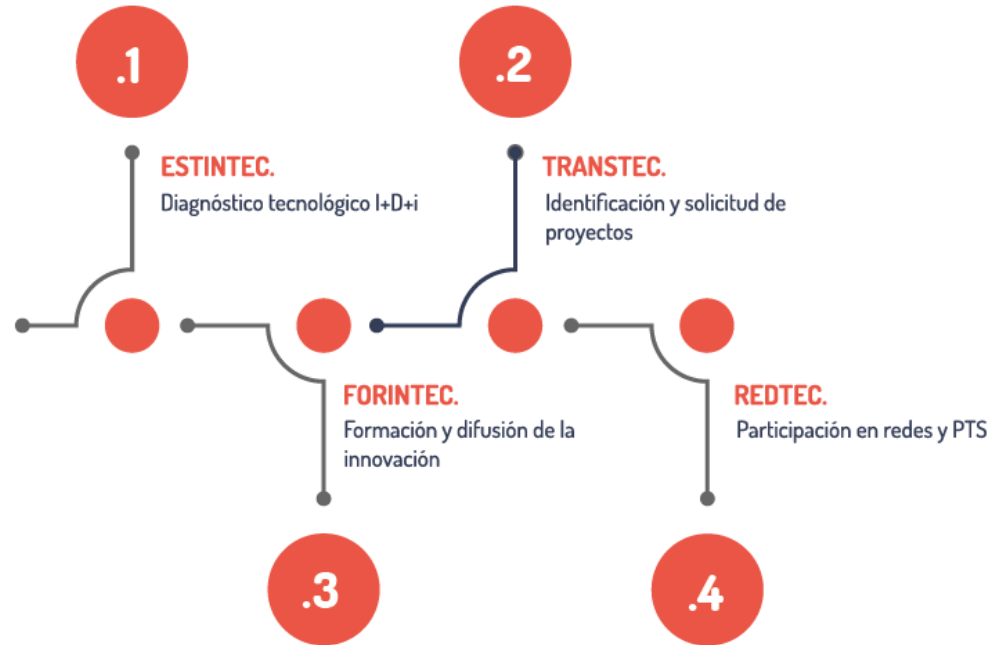 .1
ESTINTEC.
Diagnóstico tecnológico I+D+i
.2
TRANSTEC.
Identificación y solicitud de
proyectos
FORINTEC.
Formación y difusión de la
innovación
.3
REDTEC.
Participación en redes y PTS
.4